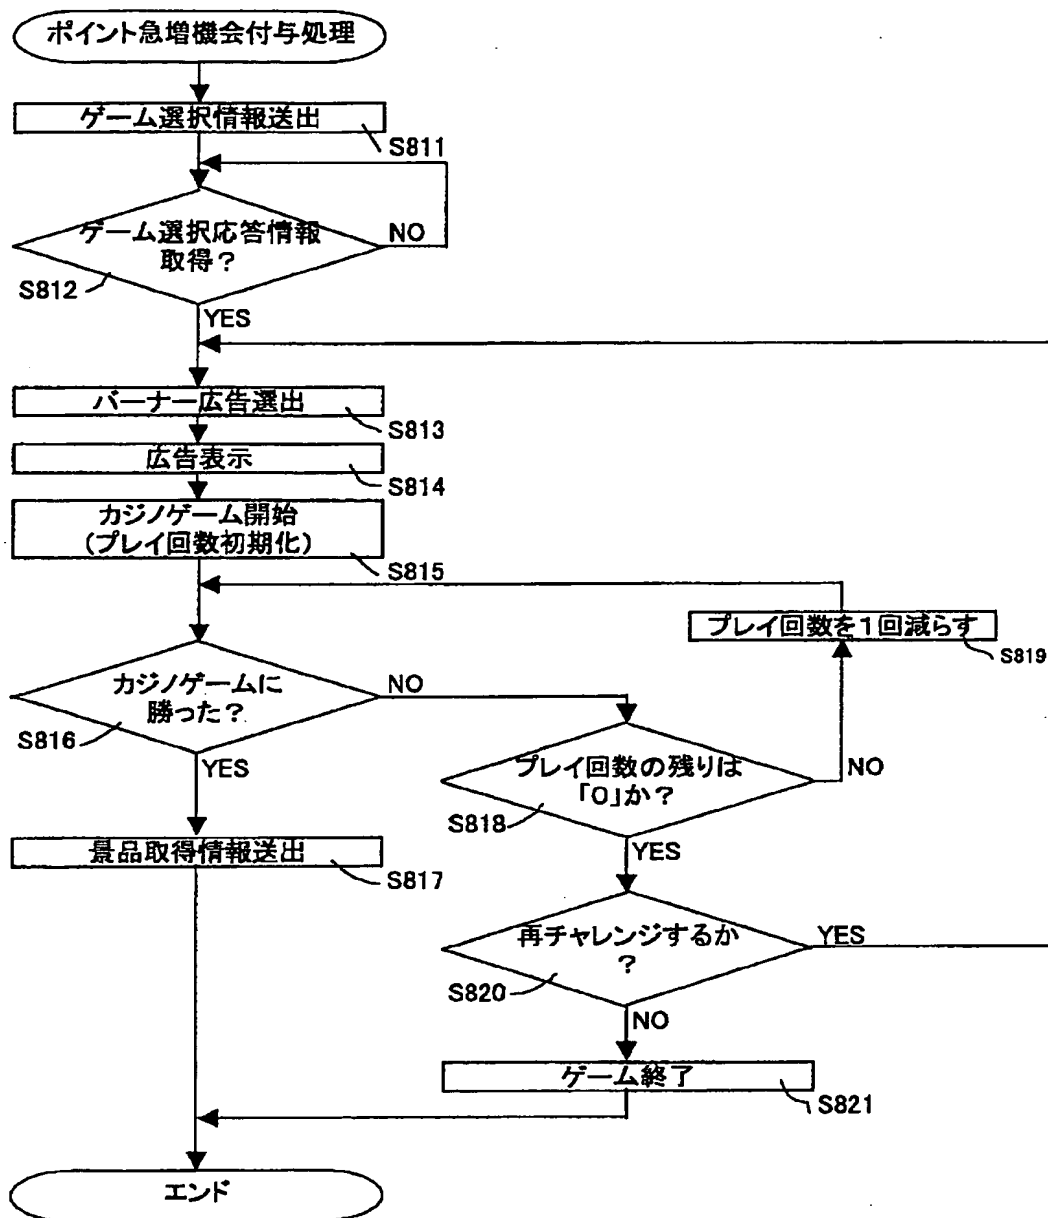 ポイント急増機会付与処理
ゲーム選択情報送出
S811
ゲーム選択応答情報
取得？
NO
S812
YES
バーナー広告選出
S813
広告表示
S814
カジノゲーム開始
（プレイ回数初期化）
S815
プレイ回数を１回減らす
S819
カジノゲームに
勝った？
NO
S816
YES
プレイ回数の残りは
「０」か？
NO
S818
YES
景品取得情報送出
S817
再チャレンジするか
？
YES
S820
NO
ゲーム終了
S821
エンド